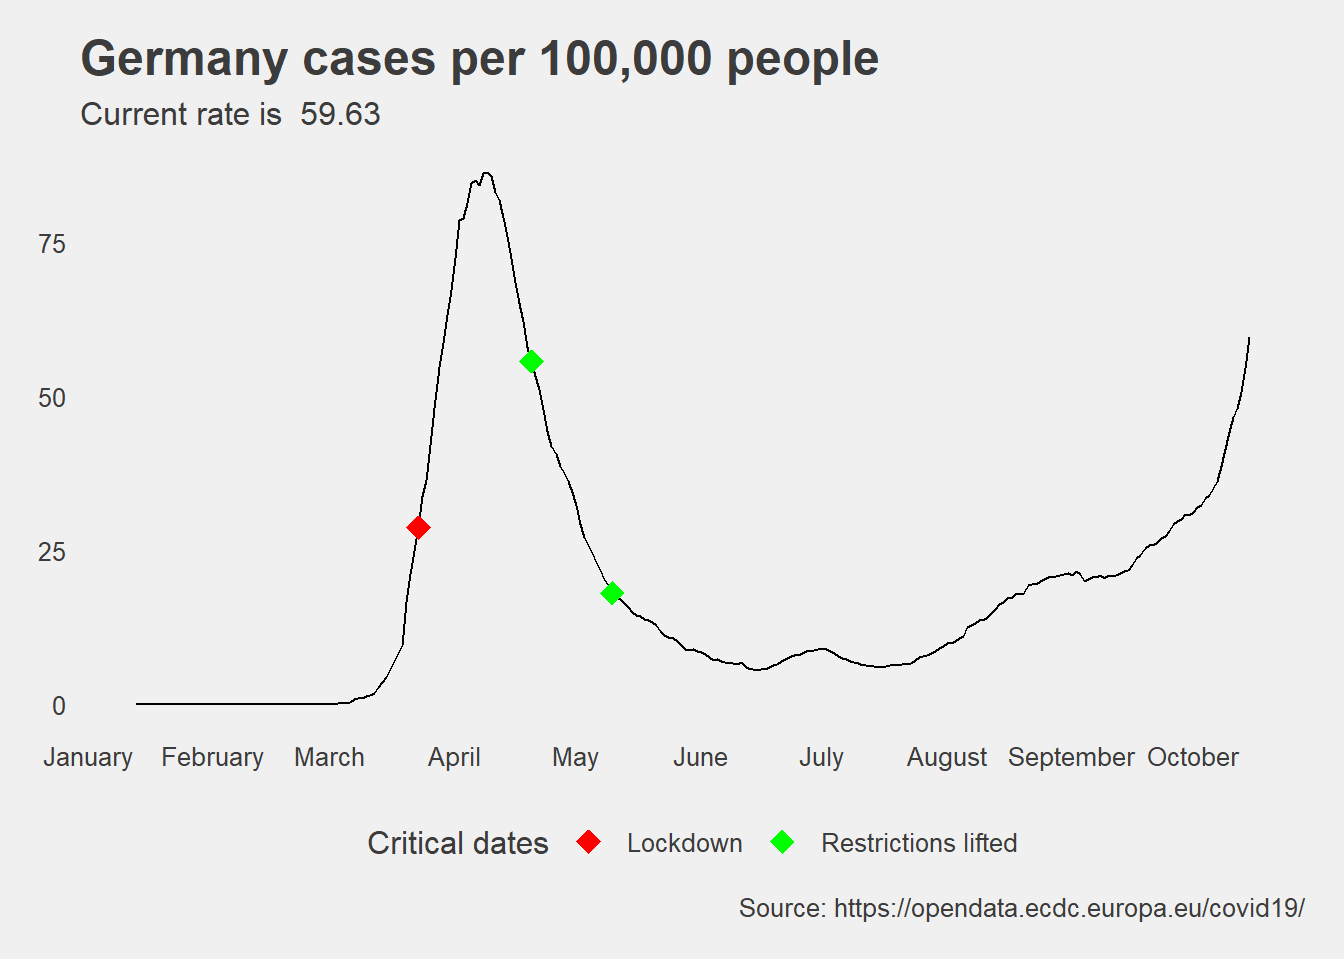 Germany cases per 100,000 people
Current rate is  59.63
75
50
25
0
January February March April May June July August September October
Critical dates Lockdown Restrictions lifted
Source: https://opendata.ecdc.europa.eu/covid19/